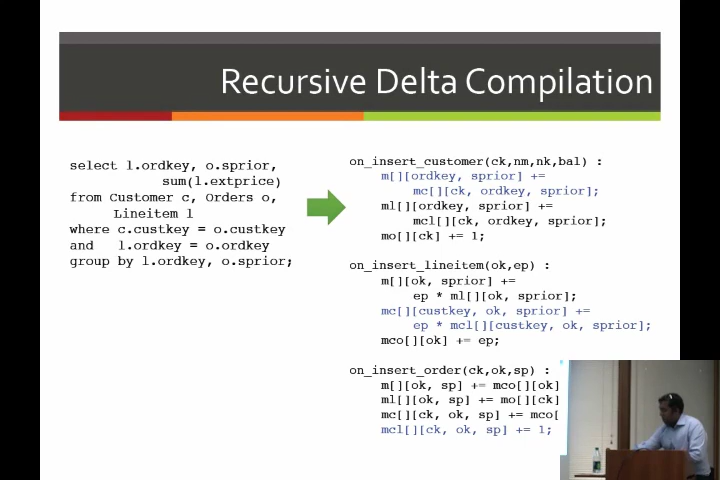 Recursive Delta Compilation
select l.ordkey, o.sprior,
sum(l.extprice)
from Customer c, Orders o,
Lineitem l
where c.custkey = o.custkey
and l.ordkey = o.ordkey
group by l.ordkey, o.sprior;
on_insert_customer(ck,nm,nk,bal) :
m[][ordkey, sprior] +=
mc[][ck, ordkey, sprior];
ml[][ordkey, sprior] +=
mcl[][ck, ordkey, sprior];
mo[][ck] += 1;
on_insert_lineitem(ok,ep) :
m[][ok, sprior] +=
ep * ml[][ok, sprior];
mc[][custkey, ok, sprior] +=
ep * mcl[][custkey, ok, sprior];
mco[][ok] += ep;
on_insert_order(ck,ok,sp) :
m[][ok, sp] += mco[][ok]
ml[][ok, sp] += mo[][ck]
mc[][ck, ok, sp] += mco[
mcl[][ck, ok, sp] += 1;